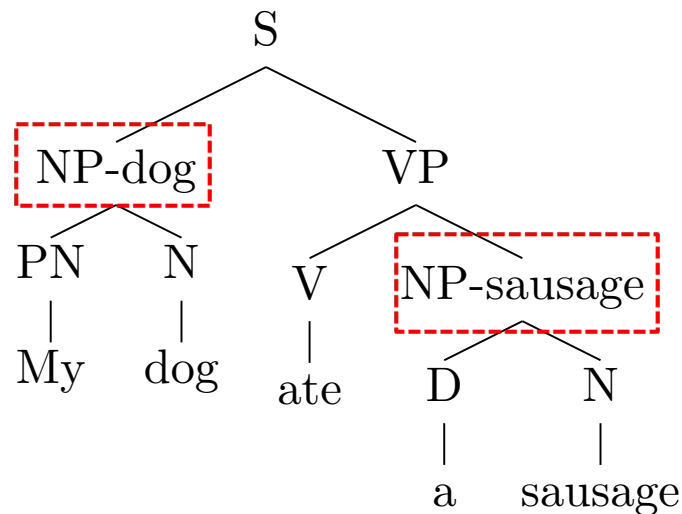 S
NP-dog VP
PN N V NP-sausage
My dog ate D N
a sausage